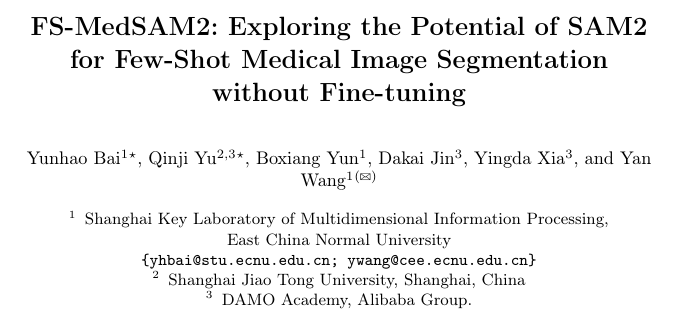 FS-MedSAM2: Exploring the Potential of SAM2
for Few-Shot Medical Image Segmentation
without Fine-tuning
Yunhao Bai¹⋆, Qinji Yu²,³⋆, Boxiang Yun¹, Dakai Jin³, Yingda Xia³, and Yan
Wang¹(✉)
¹ Shanghai Key Laboratory of Multidimensional Information Processing,
East China Normal University
{yhbai@stu.ecnu.edu.cn; ywang@cee.ecnu.edu.cn}
² Shanghai Jiao Tong University, Shanghai, China
³ DAMO Academy, Alibaba Group.